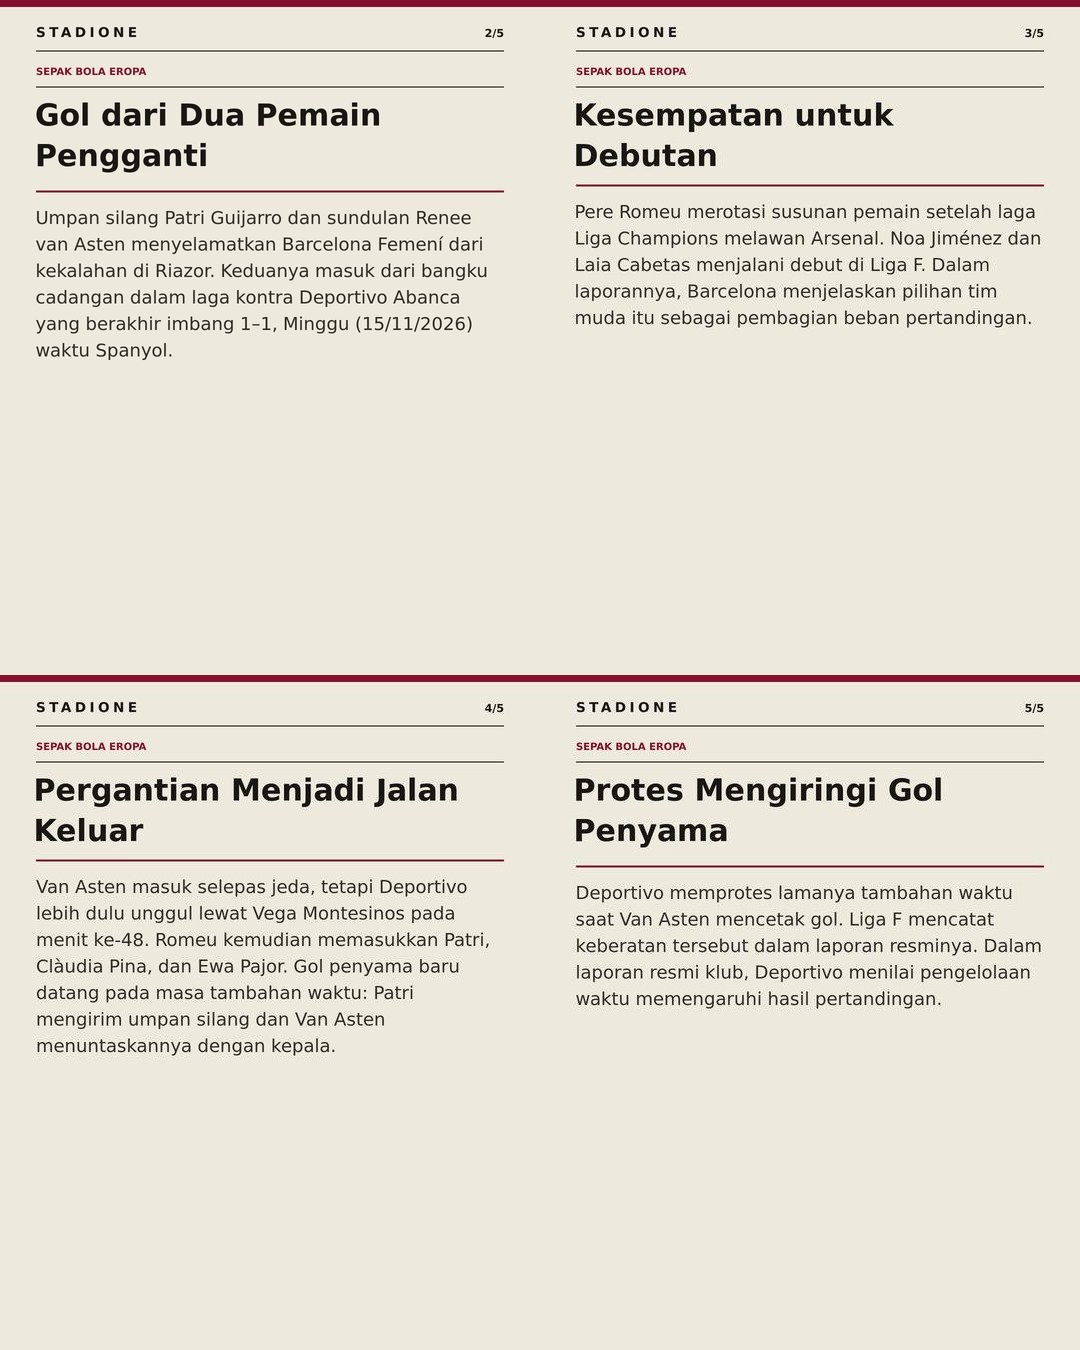 STADIONE
2/5
SEPAK BOLA EROPA
Gol dari Dua Pemain
Pengganti
Umpan silang Patri Guijarro dan sundulan Renee
van Asten menyelamatkan Barcelona Femení dari
kekalahan di Riazor. Keduanya masuk dari bangku
cadangan dalam laga kontra Deportivo Abanca
yang berakhir imbang 1–1, Minggu (15/11/2026)
waktu Spanyol.
STADIONE
3/5
SEPAK BOLA EROPA
Kesempatan untuk
Debutan
Pere Romeu merotasi susunan pemain setelah laga
Liga Champions melawan Arsenal. Noa Jiménez dan
Laia Cabetas menjalani debut di Liga F. Dalam
laporannya, Barcelona menjelaskan pilihan tim
muda itu sebagai pembagian beban pertandingan.
STADIONE
4/5
SEPAK BOLA EROPA
Pergantian Menjadi Jalan
Keluar
Van Asten masuk selepas jeda, tetapi Deportivo
lebih dulu unggul lewat Vega Montesinos pada
menit ke-48. Romeu kemudian memasukkan Patri,
Clàudia Pina, dan Ewa Pajor. Gol penyama baru
datang pada masa tambahan waktu: Patri
mengirim umpan silang dan Van Asten
menuntaskannya dengan kepala.
STADIONE
5/5
SEPAK BOLA EROPA
Protes Mengiringi Gol
Penyama
Deportivo memprotes lamanya tambahan waktu
saat Van Asten mencetak gol. Liga F mencatat
keberatan tersebut dalam laporan resminya. Dalam
laporan resmi klub, Deportivo menilai pengelolaan
waktu memengaruhi hasil pertandingan.